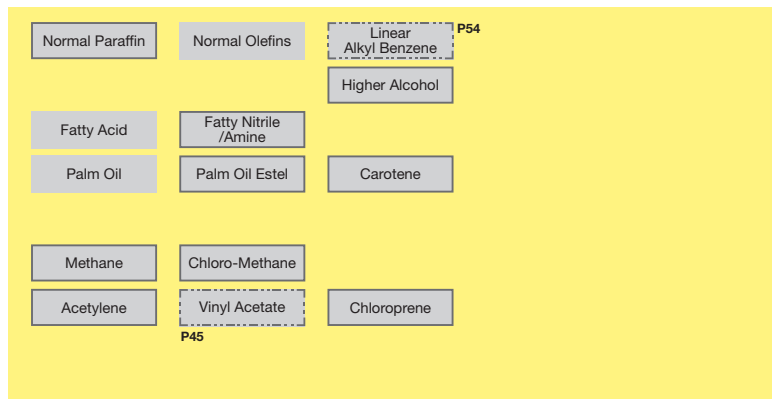 Normal Paraffin
Normal Olefins
Linear
Alkyl Benzene
P54
Higher Alcohol
Fatty Acid
Fatty Nitrile
/Amine
Palm Oil
Palm Oil Estel
Carotene
Methane
Chloro-Methane
Acetylene
Vinyl Acetate
Chloroprene
P45